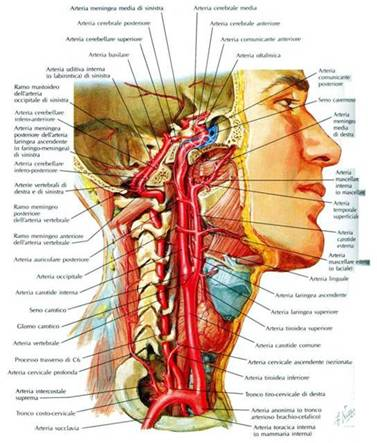 Arteria meningea media di sinistra
Arteria cerebrale posteriore
Arteria cerebellare superiore
Arteria basilare
Arteria uditiva interna
(o labirintica) di sinistra
Ramo mastoideo
dell'arteria
occipitale di sinistra
Arteria cerebellare
infero-anteriore
Arteria meningea
posteriore dell'arteria
laringea ascendente
(o faringo-meningea)
di sinistra
Arteria cerebellare
infero-posteriore
Arterie vertebrali di
destra e di sinistra
Ramo meningeo
posteriore
dell'arteria vertebrale
Ramo meningeo anteriore
dell'arteria vertebrale
Arteria auricolare posteriore
Arteria occipitale
Arteria carotide interna
Seno carotico
Glomo carotico
Arteria vertebrale
Processo trasverso di C6
Arteria cervicale profonda
Arteria intercostale
suprema
Tronco costo-cervicale
Arteria succlavia
Arteria cerebrale media
Arteria cerebrale anteriore
Arteria comunicante anteriore
Arteria oftalmica
Arteria
comunicante
posteriore
Seno cavernoso
Arteria
meningea
media
di destra
Arteria
mascellare
interna
(o mascellare)
Arteria
temporale
superficiale
Arteria
carotide
esterna
Arteria
mascellare esterna
(o faciale)
Arteria linguale
Arteria laringea ascendente
Arteria laringea superiore
Arteria tiroidea superiore
Arteria carotide comune
Arteria cervicale ascendente
Arteria tiroidea inferiore
Tronco tiro-cervicale di destra
Arteria anonima (o tronco
arterioso brachio-cefalico)
Arteria toracica interna
(o mammaria interna)